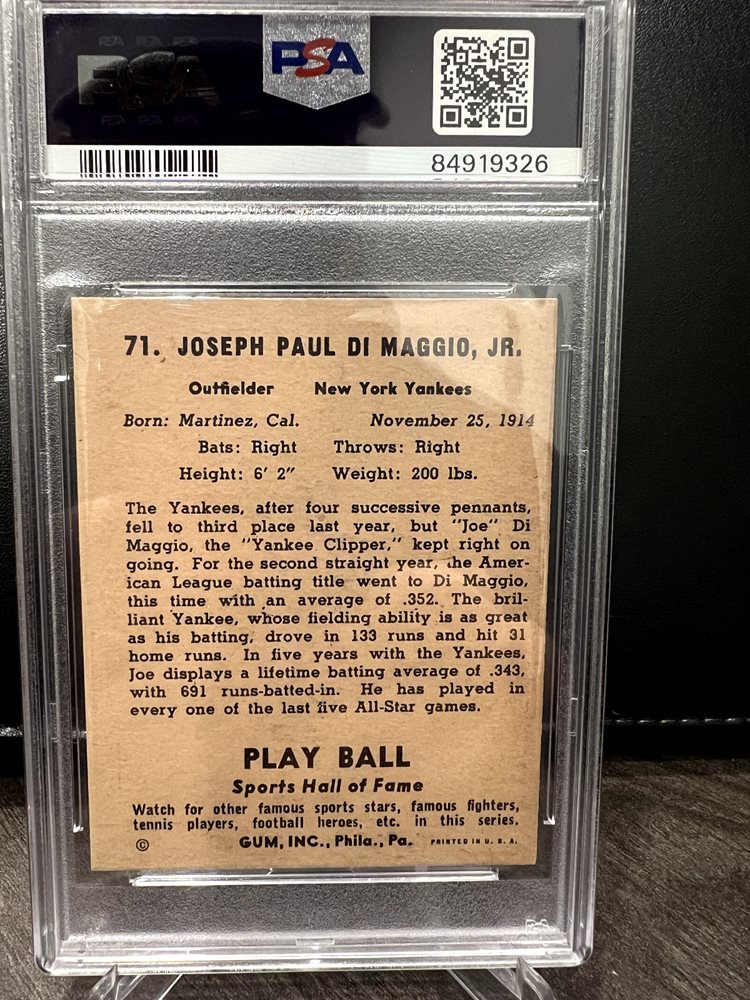 PSA
84919326
71. JOSEPH PAUL DI MAGGIO, JR.
Outfielder New York Yankees
Born: Martinez, Cal. November 25, 1914
Bats: Right Throws: Right
Height: 6' 2" Weight: 200 lbs.
The Yankees, after four successive pennants,
fell to third place last year, but "Joe" Di
Maggio, the "Yankee Clipper," kept right on
going. For the second straight year, the Amer-
ican League batting title went to Di Maggio,
this time with an average of .352. The bril-
liant Yankee, whose fielding ability is as great
as his batting, drove in 133 runs and hit 31
home runs. In five years with the Yankees,
Joe displays a lifetime batting average of .343,
with 691 runs-batted-in. He has played in
every one of the last five All-Star games.
PLAY BALL
Sports Hall of Fame
Watch for other famous sports stars, famous fighters,
tennis players, football heroes, etc. in this series.
© GUM, INC., Phila., Pa. PRINTED IN U. S. A.